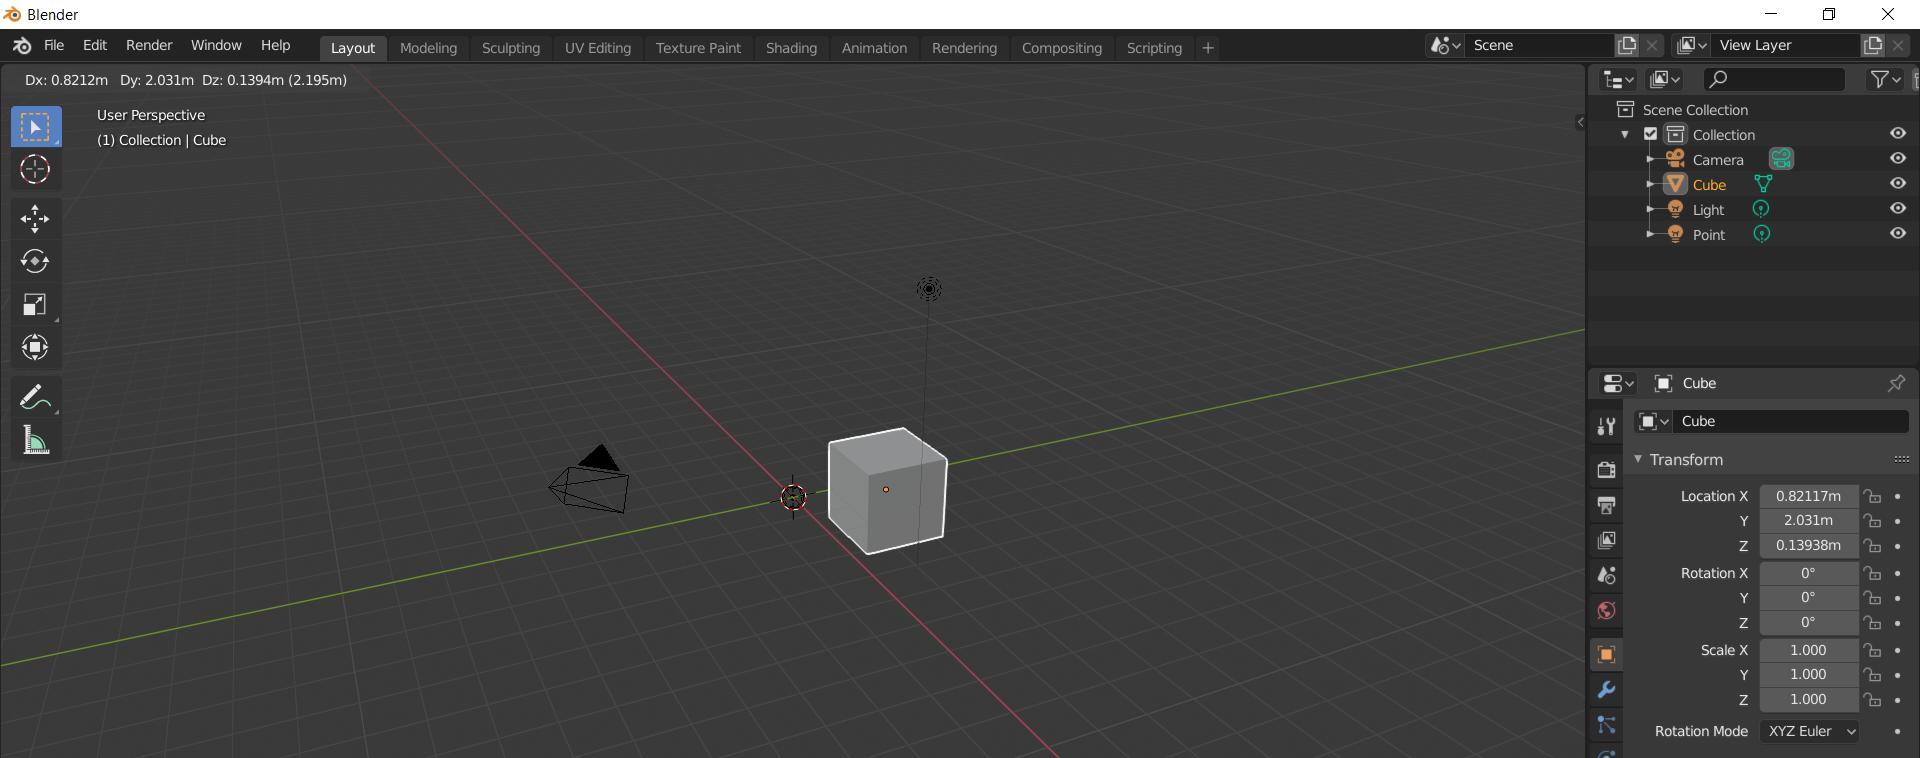 Blender
File Edit Render Window Help Layout Modeling Sculpting UV Editing Texture Paint Shading Animation Rendering Compositing Scripting + Scene View Layer
Dx: 0.8212m Dy: 2.031m Dz: 0.1394m (2.195m)
User Perspective
(1) Collection | Cube
Scene Collection
Collection
Camera
Cube
Light
Point
Cube
Cube
Transform
Location X 0.82117m
Y 2.031m
Z 0.13938m
Rotation X 0°
Y 0°
Z 0°
Scale X 1.000
Y 1.000
Z 1.000
Rotation Mode XYZ Euler